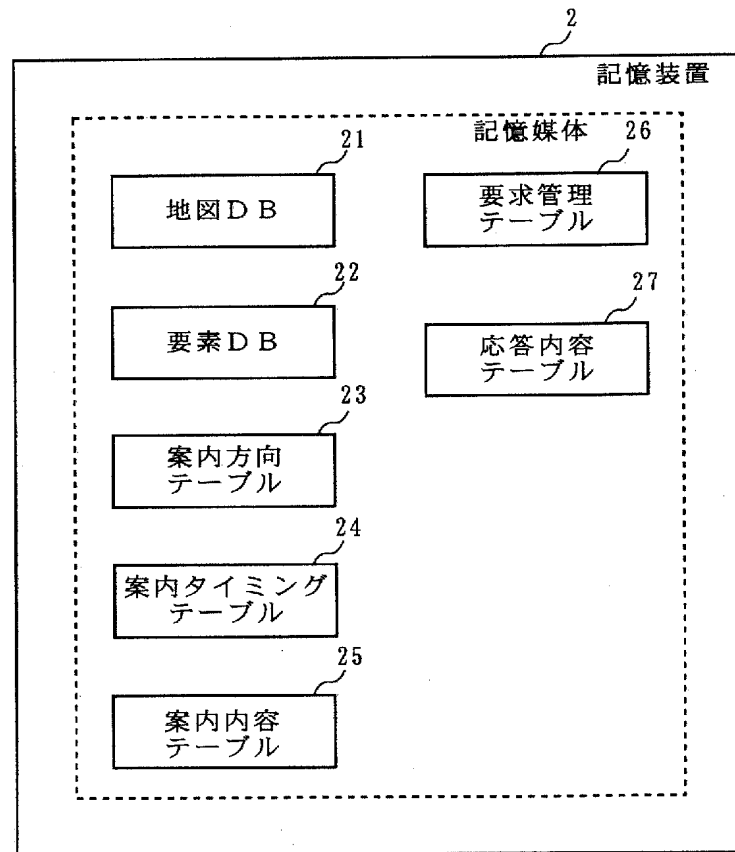 2
記憶装置
記憶媒体
21
地図DB
22
要素DB
23
案内方向
テーブル
24
案内タイミング
テーブル
25
案内内容
テーブル
26
要求管理
テーブル
27
応答内容
テーブル